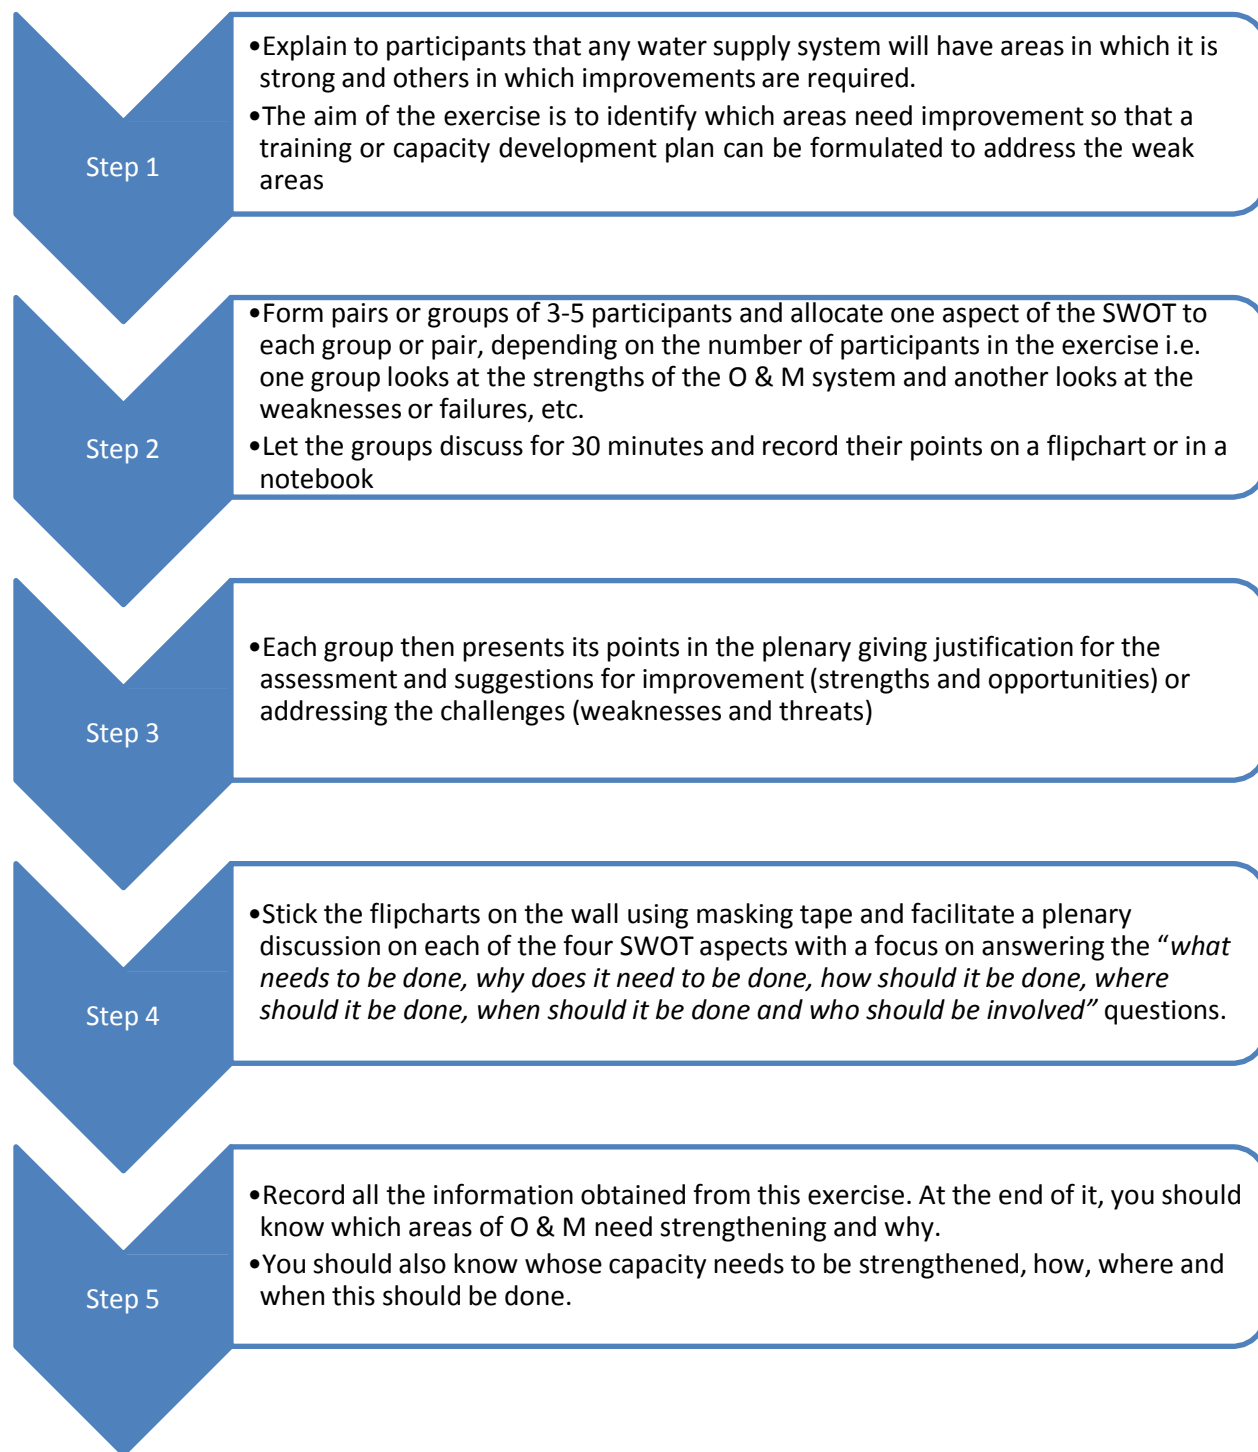 Step 1
•Explain to participants that any water supply system will have areas in which it is
strong and others in which improvements are required.
•The aim of the exercise is to identify which areas need improvement so that a
training or capacity development plan can be formulated to address the weak
areas
Step 2
•Form pairs or groups of 3-5 participants and allocate one aspect of the SWOT to
each group or pair, depending on the number of participants in the exercise i.e.
one group looks at the strengths of the O & M system and another looks at the
weaknesses or failures, etc.
•Let the groups discuss for 30 minutes and record their points on a flipchart or in a
notebook
Step 3
•Each group then presents its points in the plenary giving justification for the
assessment and suggestions for improvement (strengths and opportunities) or
addressing the challenges (weaknesses and threats)
Step 4
•Stick the flipcharts on the wall using masking tape and facilitate a plenary
discussion on each of the four SWOT aspects with a focus on answering the “what
needs to be done, why does it need to be done, how should it be done, where
should it be done, when should it be done and who should be involved” questions.
Step 5
•Record all the information obtained from this exercise. At the end of it, you should
know which areas of O & M need strengthening and why.
•You should also know whose capacity needs to be strengthened, how, where and
when this should be done.